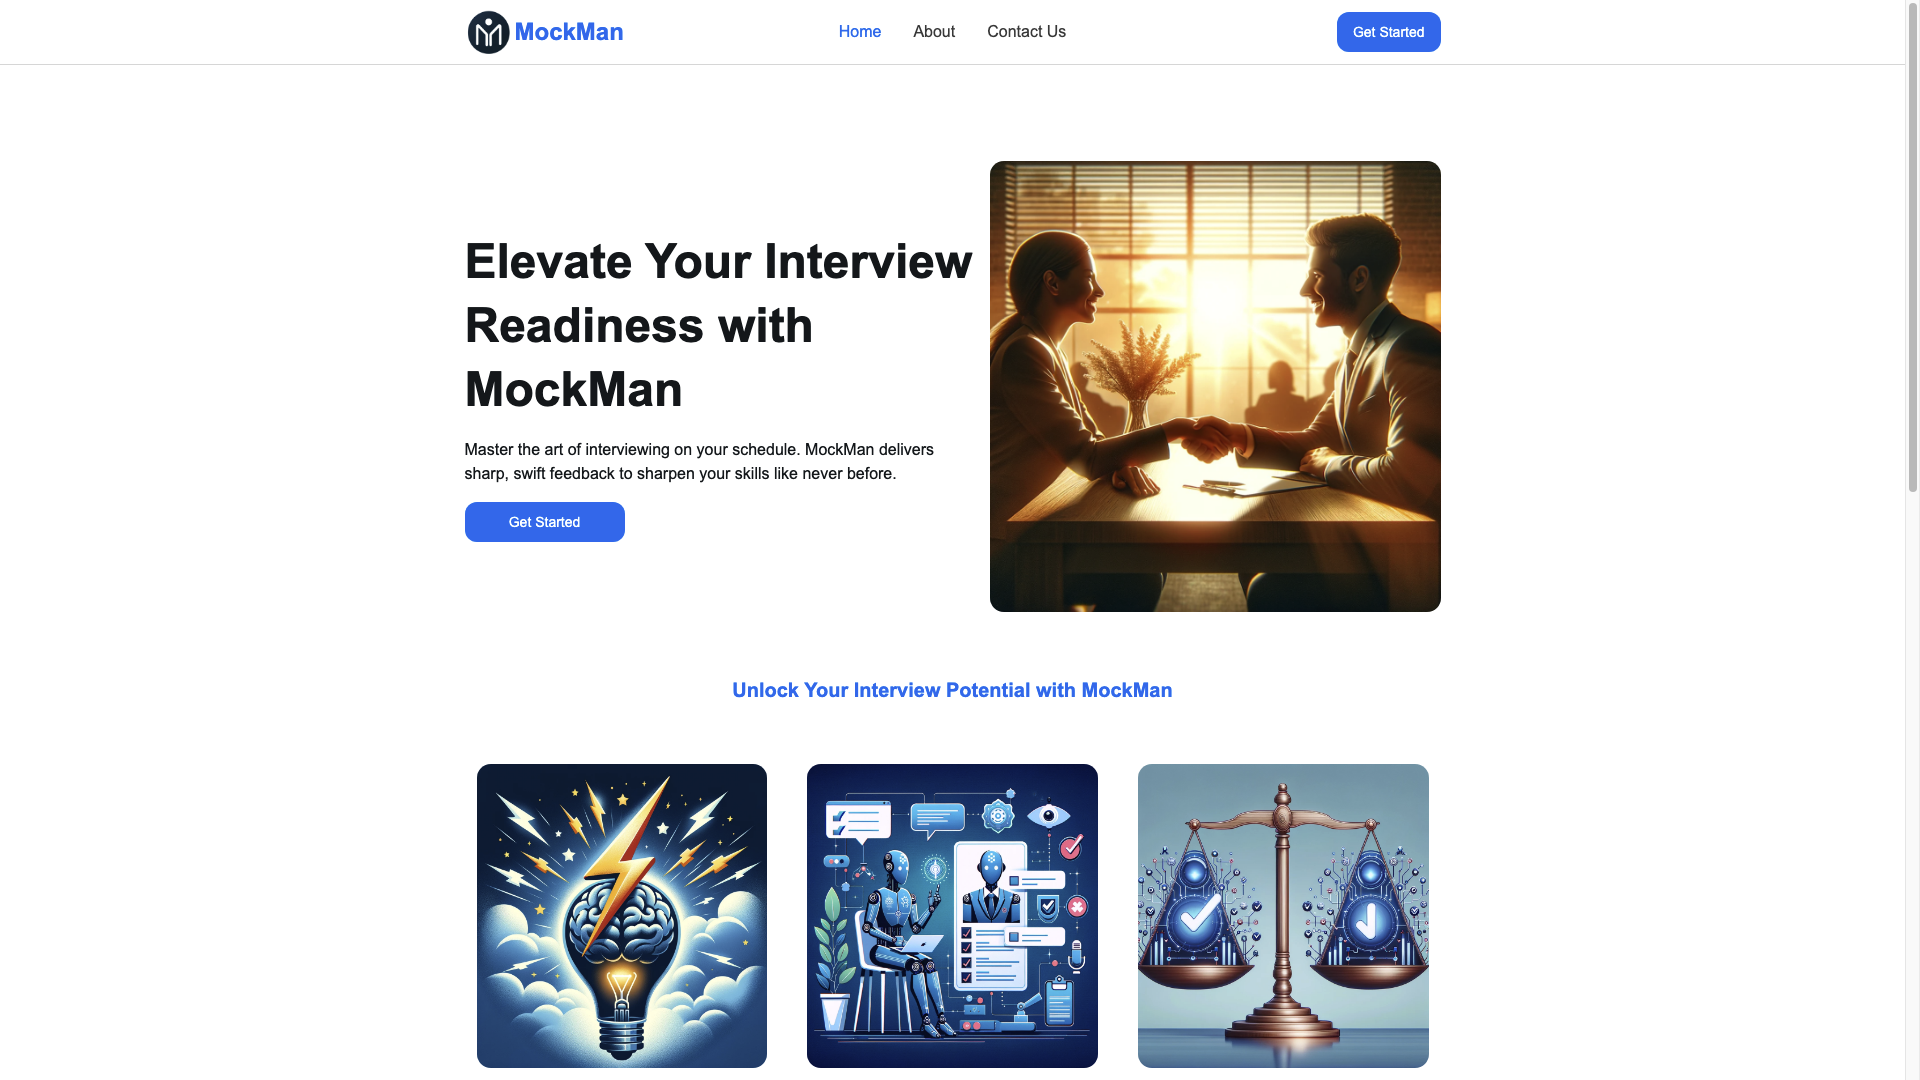 MockMan
Home
About
Contact Us
Get Started
Elevate Your Interview
Readiness with
MockMan
Master the art of interviewing on your schedule. MockMan delivers
sharp, swift feedback to sharpen your skills like never before.
Get Started
Unlock Your Interview Potential with MockMan